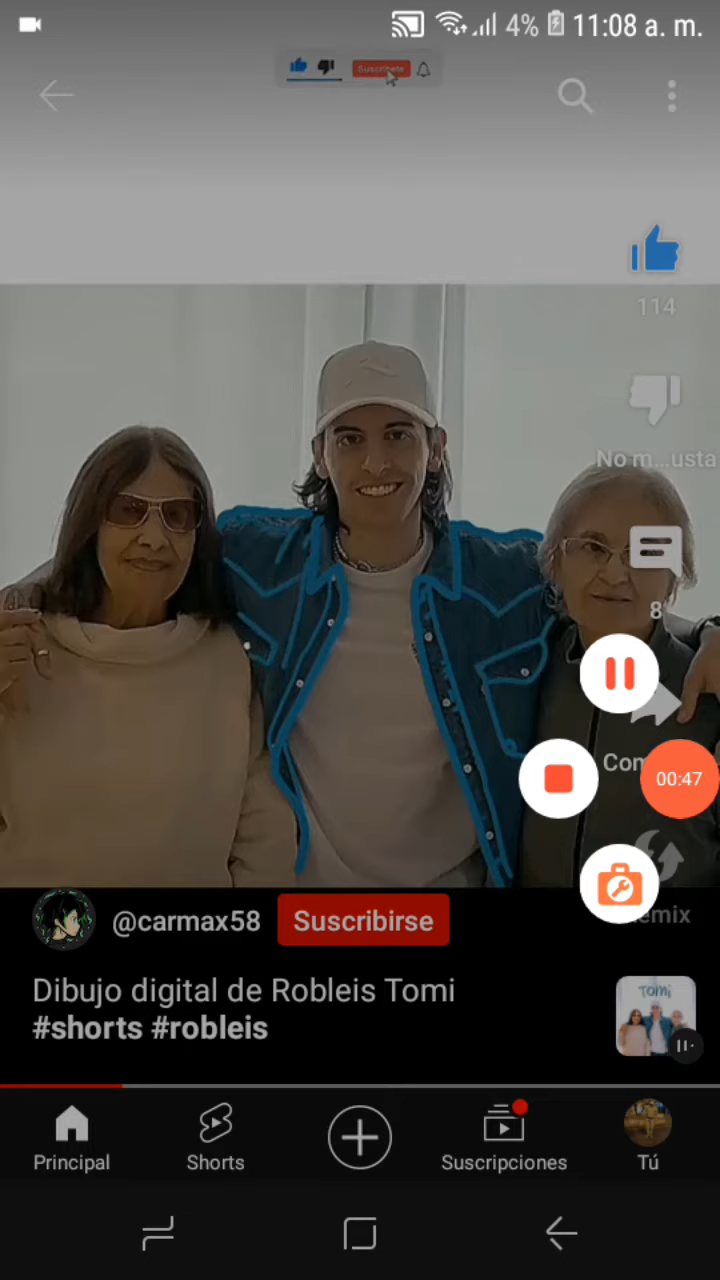 4% 11:08 a. m.
Suscríbete
114
No m...usta
8
Com
00:47
emix
@carmax58 Suscribirse
Dibujo digital de Robleis Tomi
#shorts #robleis
Tomi
Principal Shorts Suscripciones Tú